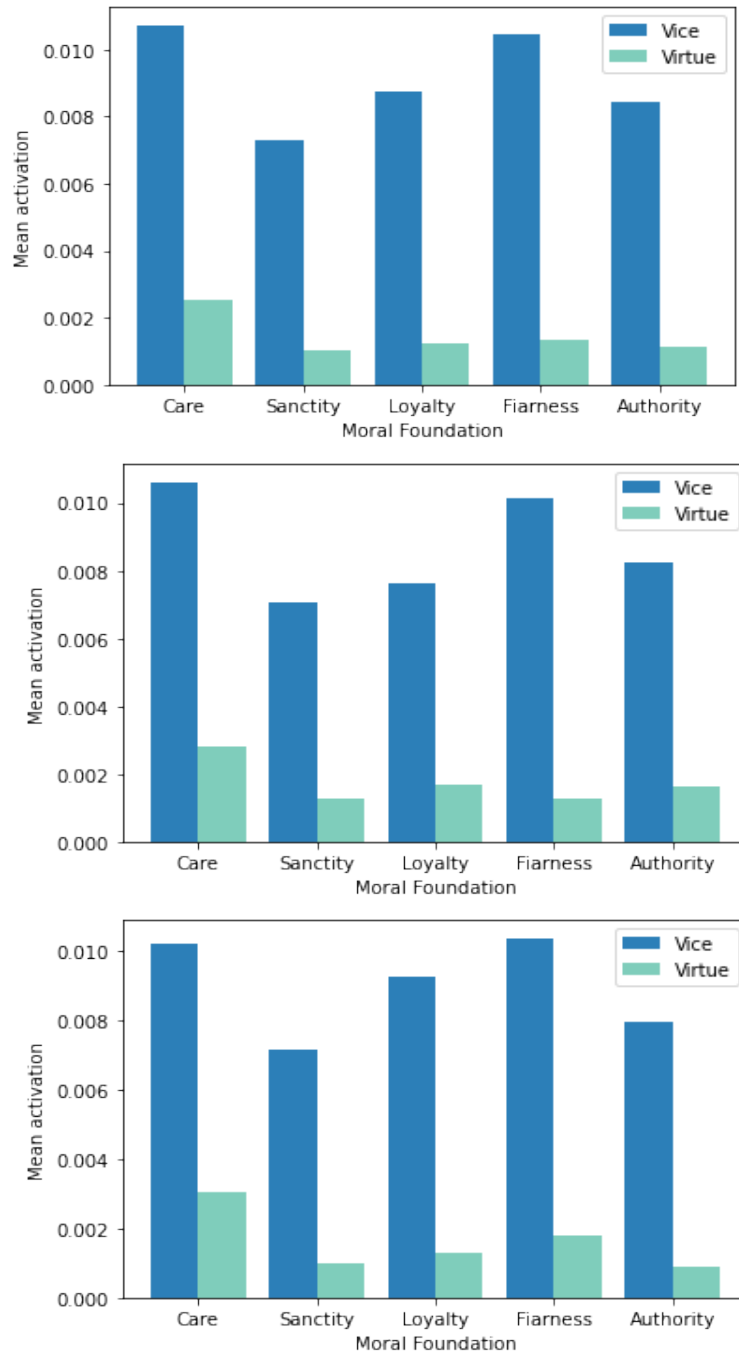 Vice
Virtue
0.010
0.008
0.006
0.004
0.002
0.000
Mean activation
Care Sanctity Loyalty Fiarness Authority
Moral Foundation
Vice
Virtue
0.010
0.008
0.006
0.004
0.002
0.000
Mean activation
Care Sanctity Loyalty Fiarness Authority
Moral Foundation
Vice
Virtue
0.010
0.008
0.006
0.004
0.002
0.000
Mean activation
Care Sanctity Loyalty Fiarness Authority
Moral Foundation